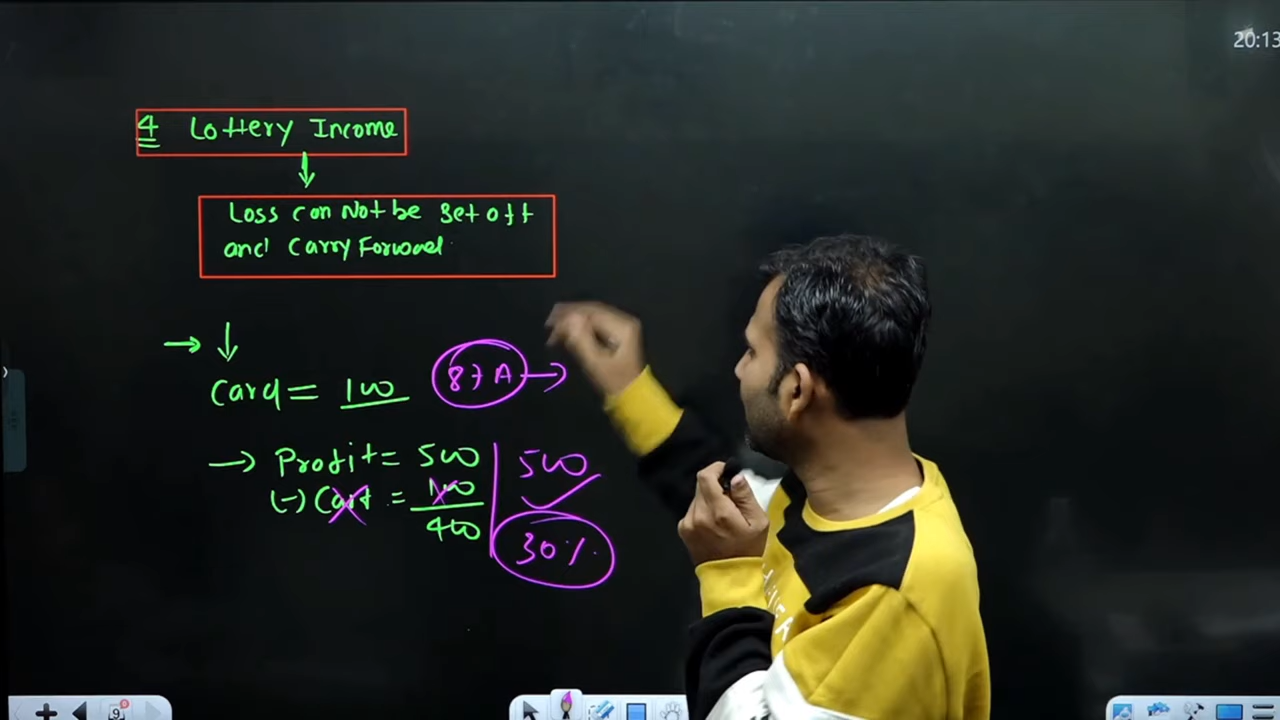 20:13
4 Lottery Income
Loss can Not be Set off
and Carry Forward
Card = 100
87A
Profit = 500
500
(-) Cost = 100
400
30%
9